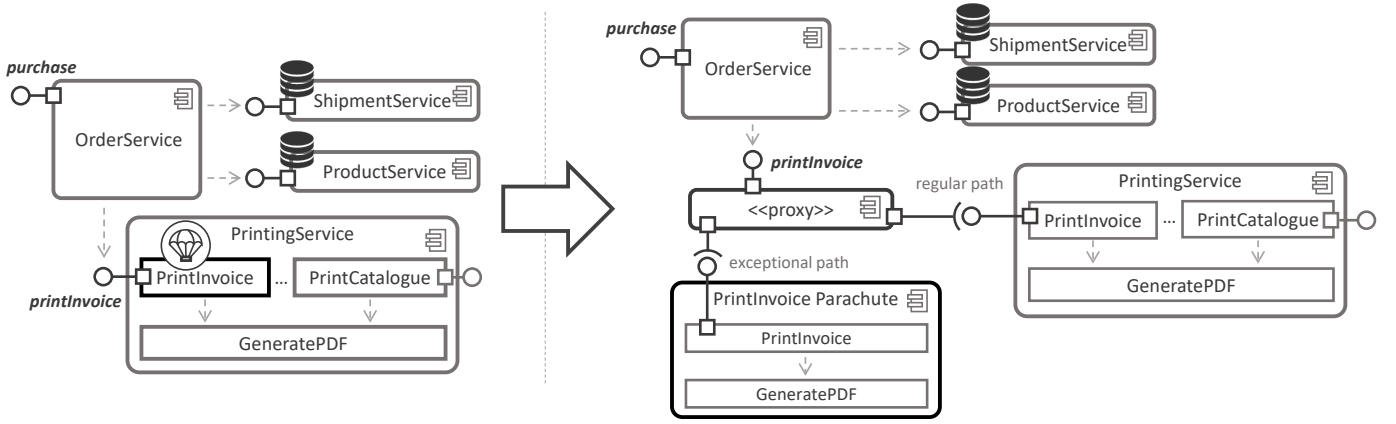 purchase
OrderService
ShipmentService
ProductService
PrintingService
PrintInvoice
...
PrintCatalogue
printInvoice
GeneratePDF
purchase
OrderService
ShipmentService
ProductService
printInvoice
<<proxy>>
regular path
PrintingService
PrintInvoice
...
PrintCatalogue
GeneratePDF
exceptional path
PrintInvoice Parachute
PrintInvoice
GeneratePDF